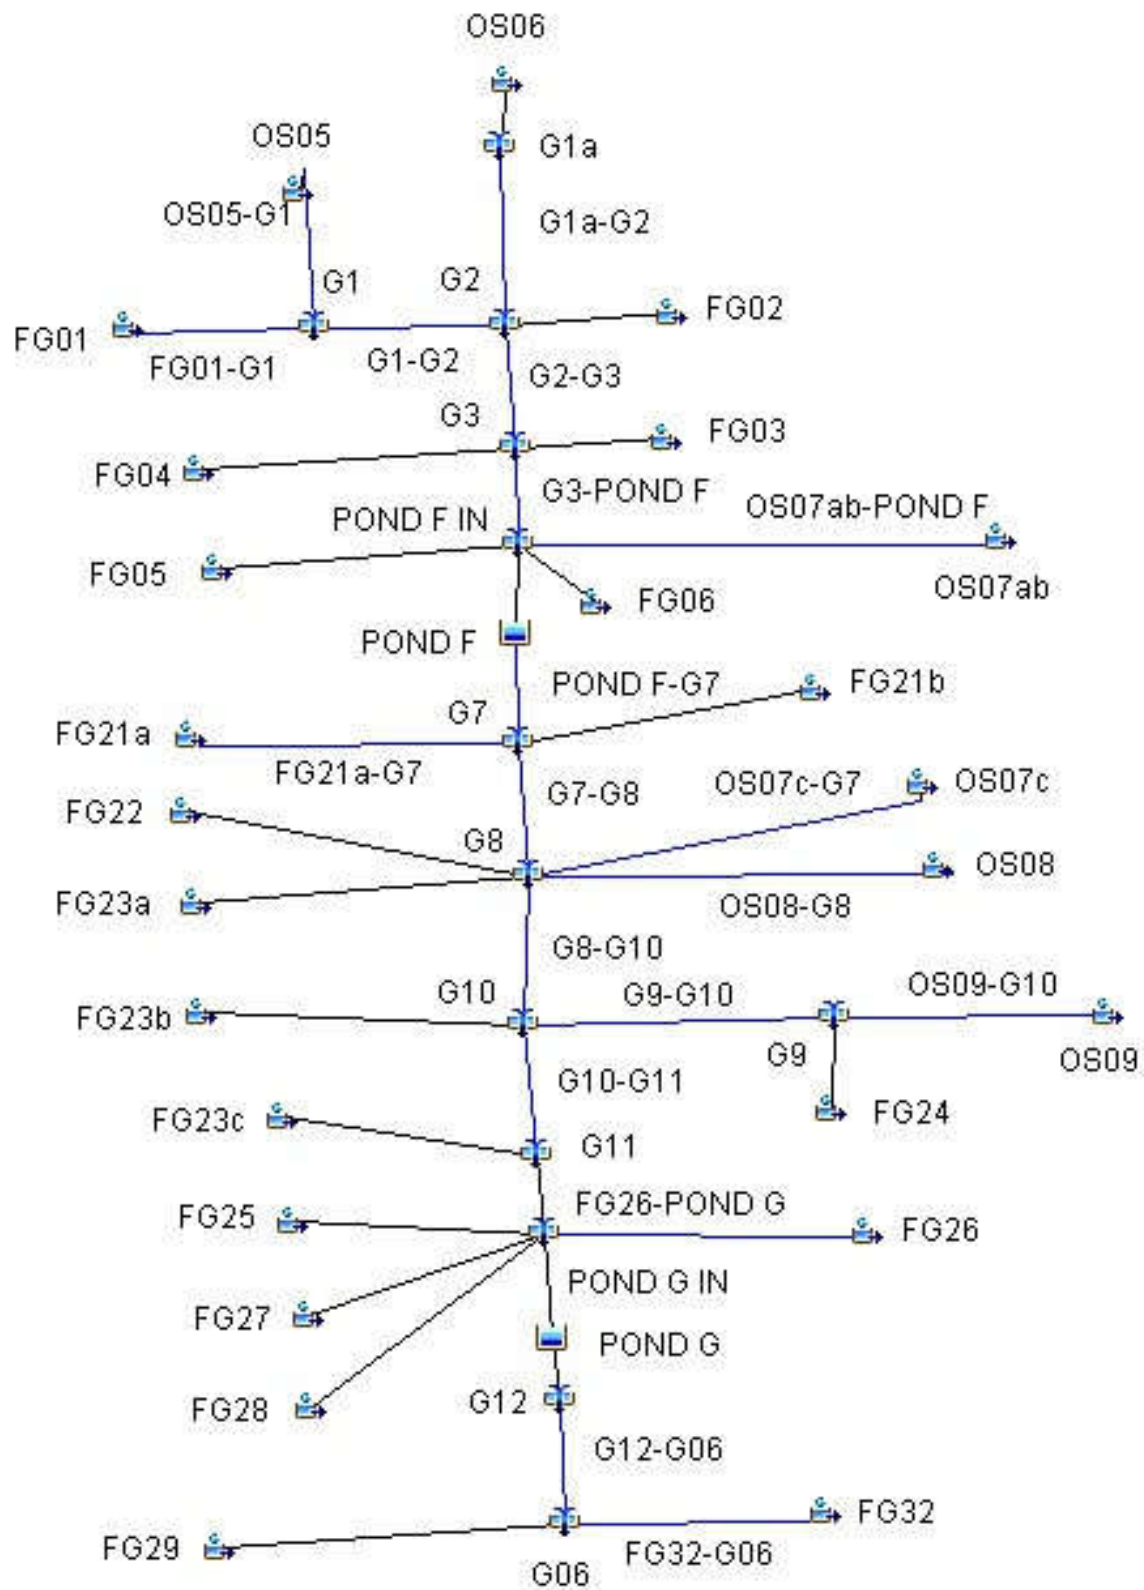 OS06
OS05
G1a
OS05-G1
G1a-G2
G1
G2
FG02
FG01
FG01-G1
G1-G2
G2-G3
G3
FG03
FG04
G3-POND F
OS07ab-POND F
POND F IN
FG05
FG06
OS07ab
POND F
POND F-G7
FG21b
G7
FG21a
FG21a-G7
G7-G8
OS07c-G7
OS07c
FG22
G8
OS08
FG23a
OS08-G8
G8-G10
G10
G9-G10
OS09-G10
FG23b
G9
OS09
G10-G11
FG23c
FG24
G11
FG25
FG26-POND G
FG26
POND G IN
FG27
POND G
FG28
G12
G12-G06
FG32
FG29
FG32-G06
G06